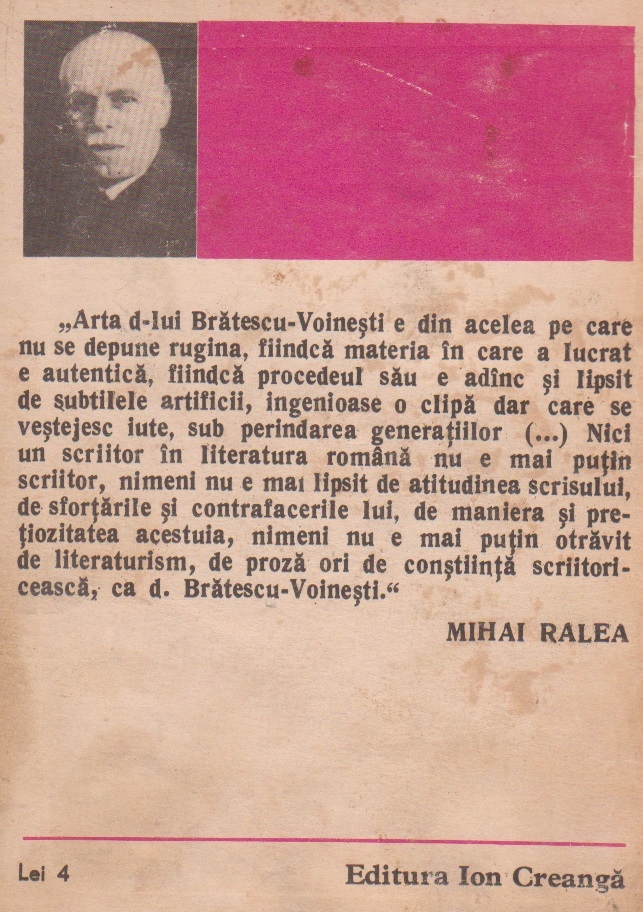 „Arta d-lui Brătescu-Voinești e din acelea pe care
nu se depune rugina, fiindcă materia în care a lucrat
e autentică, fiindcă procedeul său e adînc și lipsit
de subtilele artificii, ingenioase o clipă dar care se
veștejesc iute, sub perindarea generațiilor (...) Nici
un scriitor în literatura română nu e mai puțin
scriitor, nimeni nu e mai lipsit de atitudinea scrisului,
de sforțările și contrafacerile lui, de maniera și pre-
țiozitatea acestuia, nimeni nu e mai puțin otrăvit
de literaturism, de proză ori de conștiință scriitori-
cească, ca d. Brătescu-Voinești.“
MIHAI RALEA
Lei 4
Editura Ion Creangă